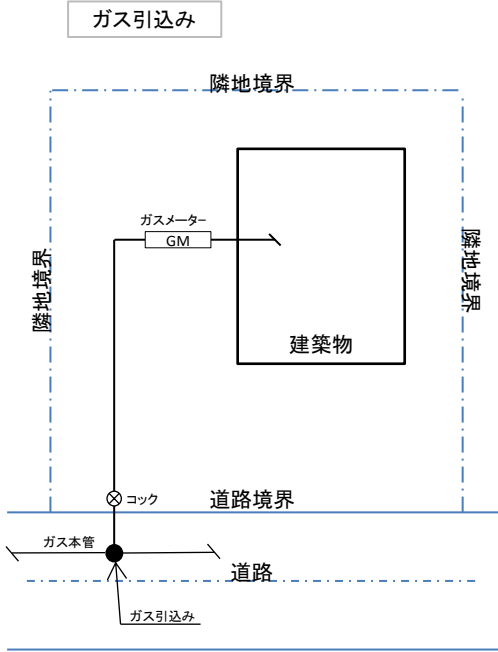 ガス引込み
隣地境界
ガスメーター
GM
隣地境界
隣地境界
建築物
コック
道路境界
ガス本管
道路
ガス引込み